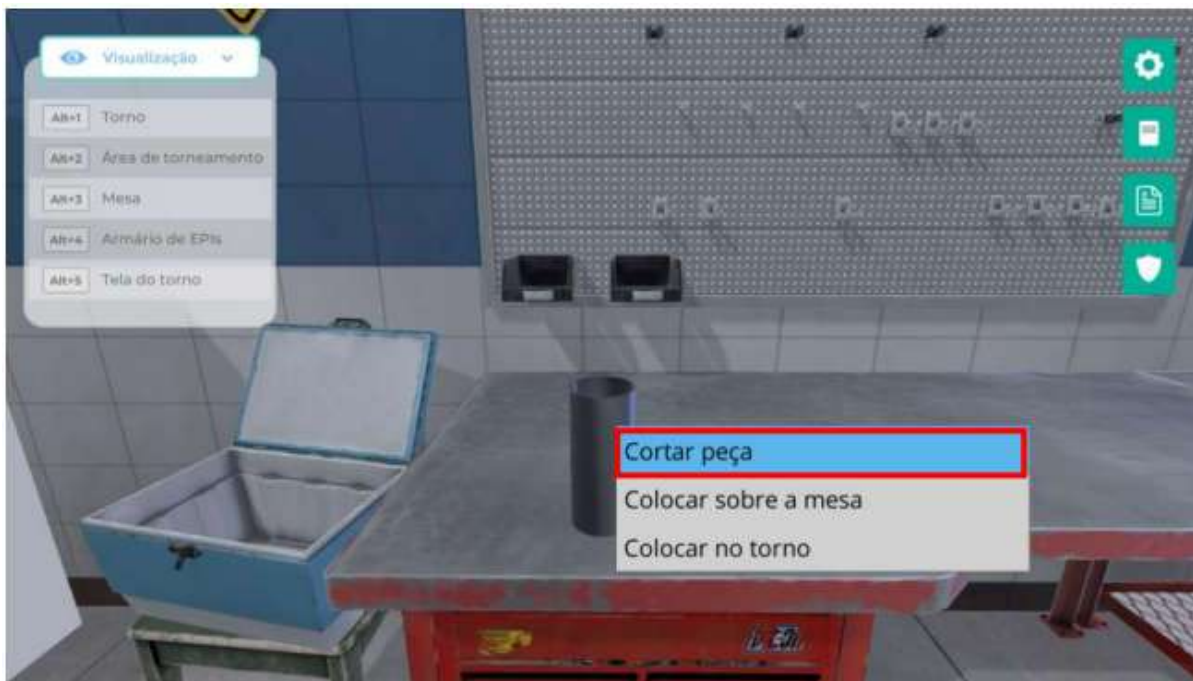 Visualização
Alt+1 Torno
Alt+2 Área de torneamento
Alt+3 Mesa
Alt+4 Armário de EPIs
Alt+5 Tela do torno
Cortar peça
Colocar sobre a mesa
Colocar no torno